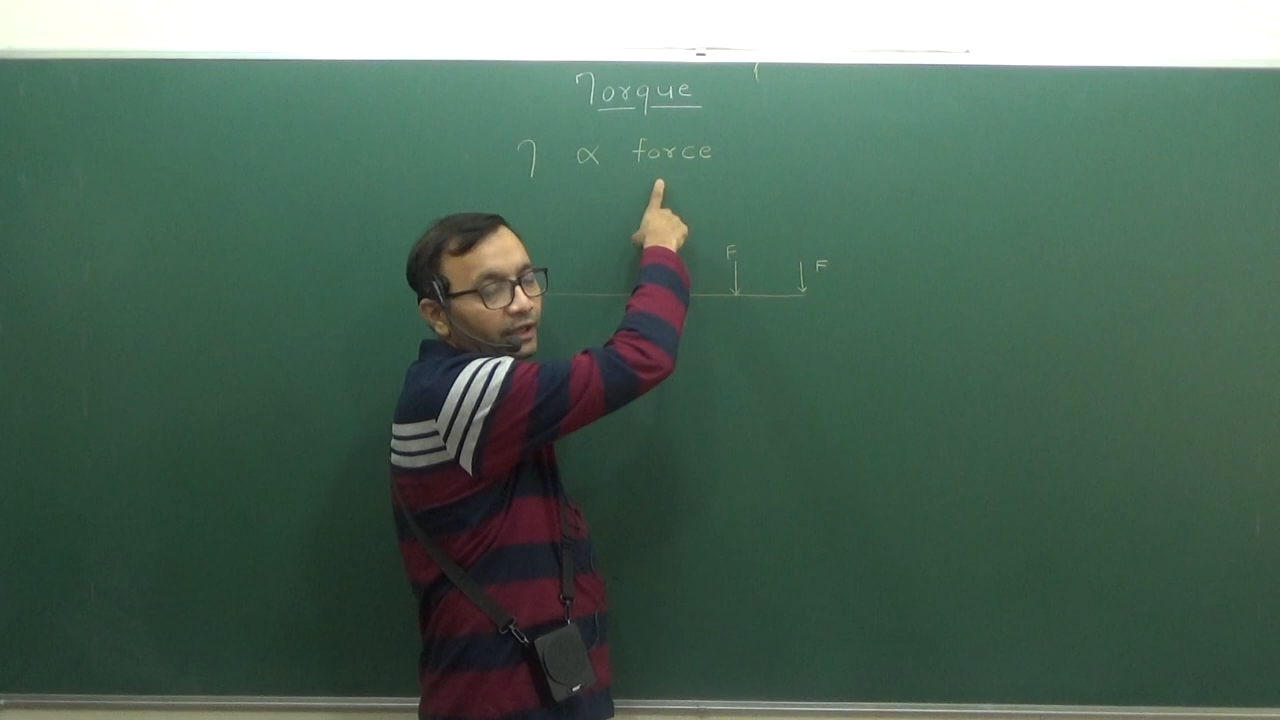 Torque
τ ∝ force
F F